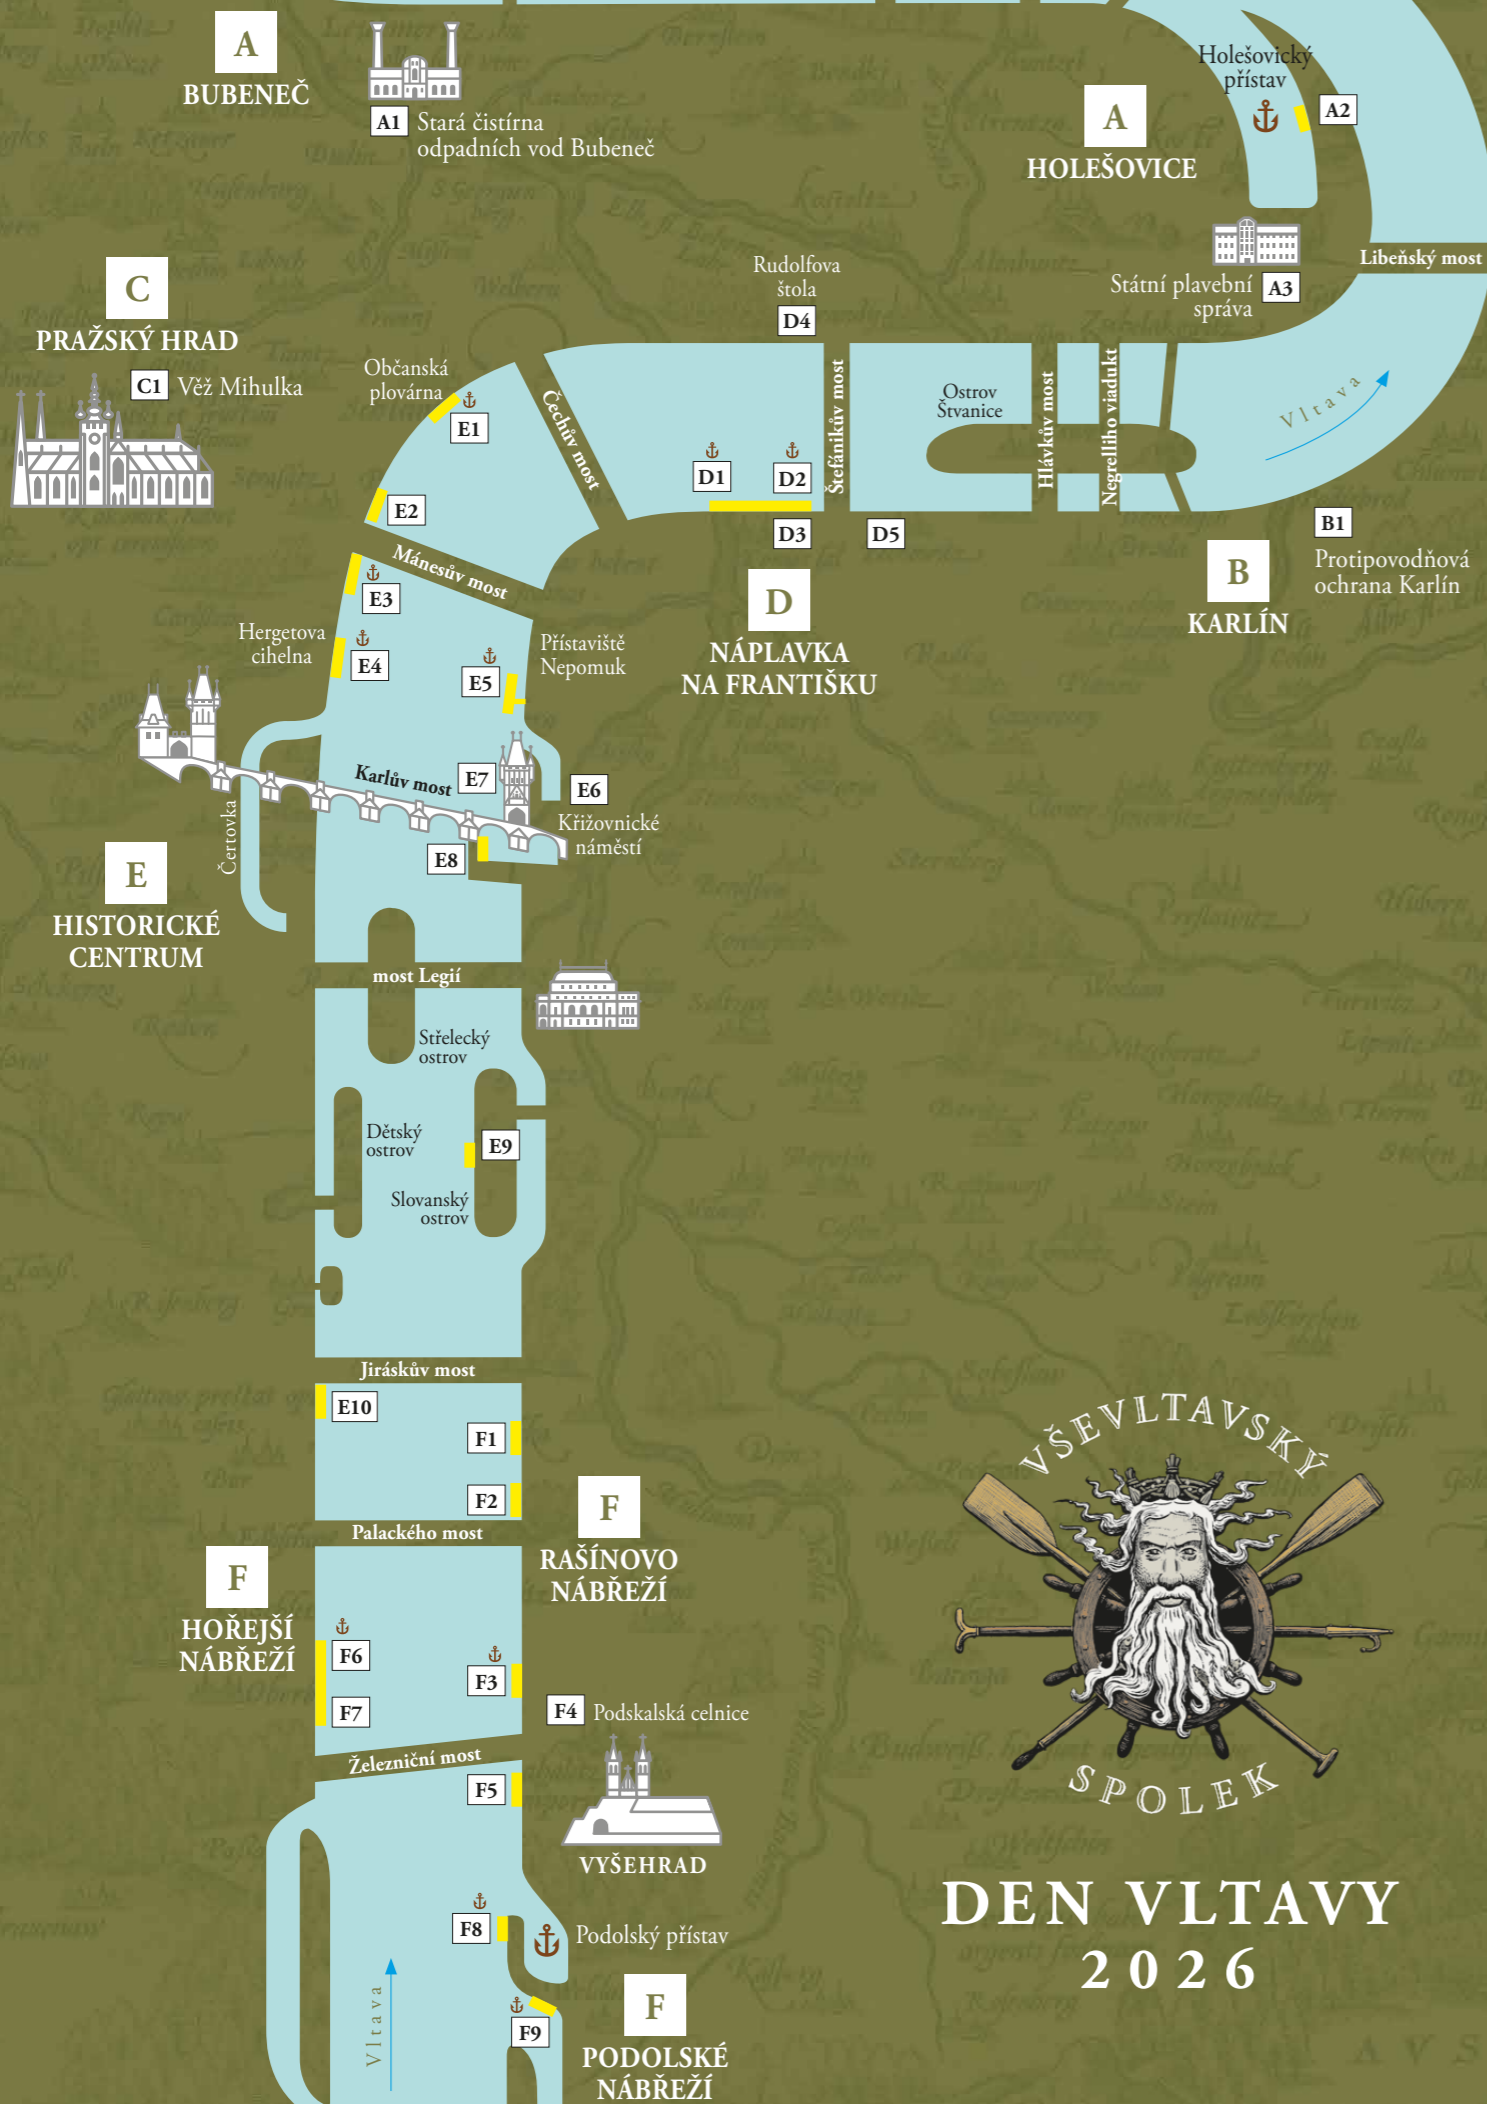 A
BUBENEČ
A1 Stará čistírna
odpadních vod Bubeneč
Holešovický
přístav
A2
A
HOLEŠOVICE
Státní plavební
správa
A3
Libeňský most
C
PRAŽSKÝ HRAD
C1 Věž Mihulka
Rudolfova
štola
D4
Občanská
plovárna
E1
E2
Čechův most
D1
D2
D3
Štefánikův most
D5
Ostrov
Štvanice
Hlávkův most
Negrelliho viadukt
Vltava
B1
Protipovodňová
ochrana Karlín
B
KARLÍN
D
NÁPLAVKA
NA FRANTIŠKU
Mánesův most
E3
Hergetova
cihelna
E4
Přístaviště
Nepomuk
E5
Karlův most
E7
E6
Křižovnické
náměstí
E8
Čertovka
E
HISTORICKÉ
CENTRUM
most Legií
Střelecký
ostrov
Dětský
ostrov
E9
Slovanský
ostrov
Jiráskův most
E10
F1
F2
Palackého most
F
RAŠÍNOVO
NÁBŘEŽÍ
F
HOŘEJŠÍ
NÁBŘEŽÍ
F6
F7
F3
F4 Podskalská celnice
Železniční most
F5
VYŠEHRAD
F8
Podolský přístav
F9
F
PODOLSKÉ
NÁBŘEŽÍ
Vltava
VŠEVLTAVSKÝ
SPOLEK
DEN VLTAVY
2026